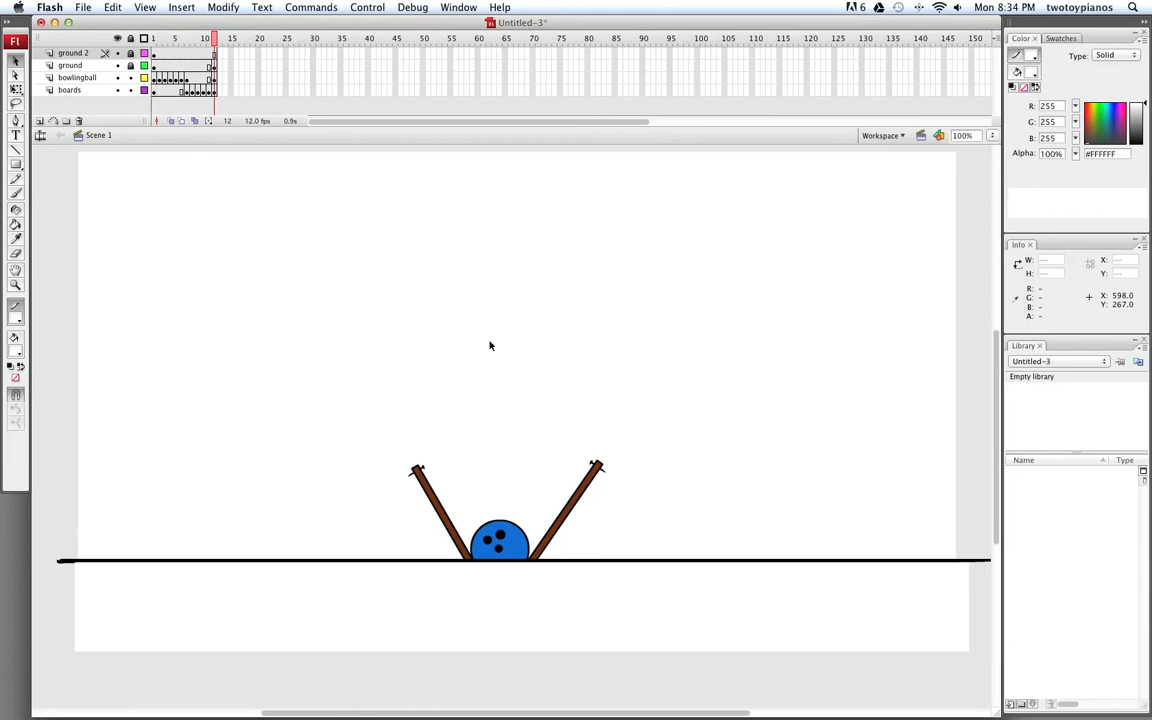 Flash File Edit View Insert Modify Text Commands Control Debug Window Help 6 Mon 8:34 PM twotoypianos
Untitled-3*
Fl
1 5 10 15 20 25 30 35 40 45 50 55 60 65 70 75 80 85 90 95 100 105 110 115 120 125 130 135 140 145 150
ground 2
ground
bowlingball
boards
12 12.0 fps 0.9s
Scene 1 Workspace 100%
Color Swatches
Type: Solid
R: 255
G: 255
B: 255
Alpha: 100% #FFFFFF
Info
W: X:
H: Y:
R: -
G: -
B: -
A: -
X: 598.0
Y: 267.0
Library
Untitled-3
Empty library
Name Type